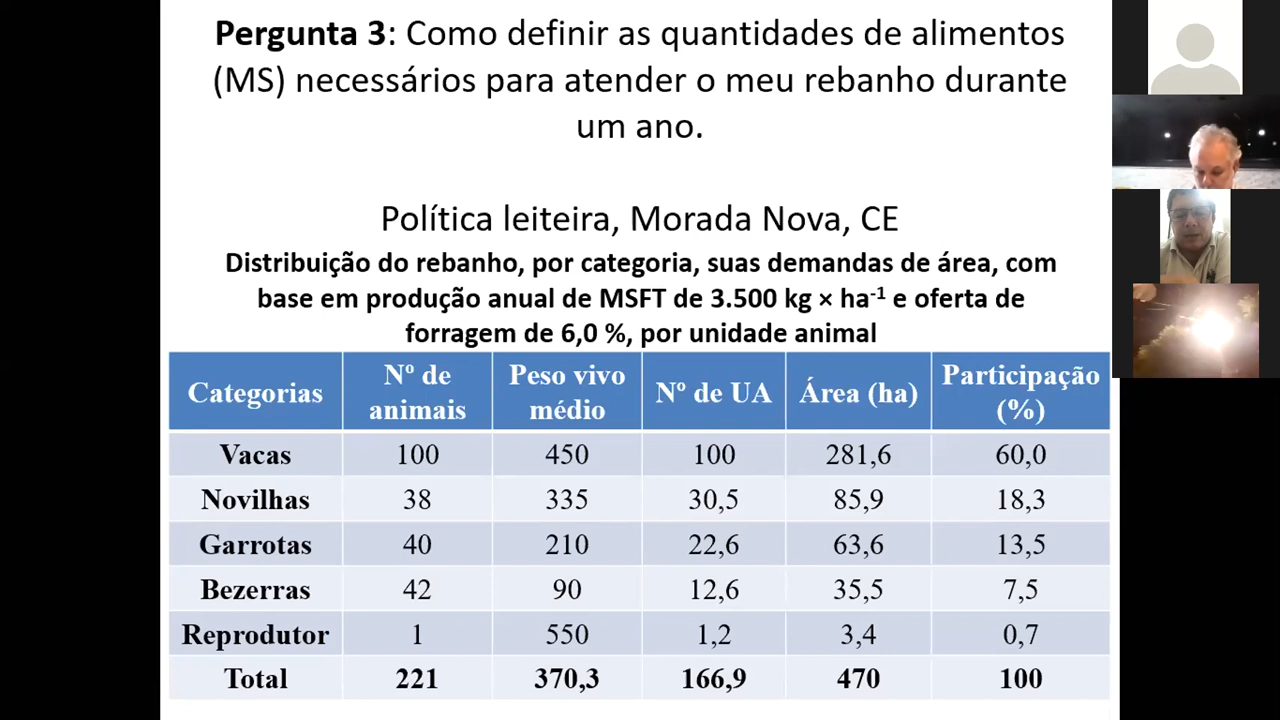 Pergunta 3: Como definir as quantidades de alimentos
(MS) necessários para atender o meu rebanho durante
um ano.
Política leiteira, Morada Nova, CE
Distribuição do rebanho, por categoria, suas demandas de área, com
base em produção anual de MSFT de 3.500 kg × ha-1 e oferta de
forragem de 6,0 %, por unidade animal
Categorias Nº de animais Peso vivo médio Nº de UA Área (ha) Participação (%)
Vacas 100 450 100 281,6 60,0
Novilhas 38 335 30,5 85,9 18,3
Garrotas 40 210 22,6 63,6 13,5
Bezerras 42 90 12,6 35,5 7,5
Reprodutor 1 550 1,2 3,4 0,7
Total 221 370,3 166,9 470 100